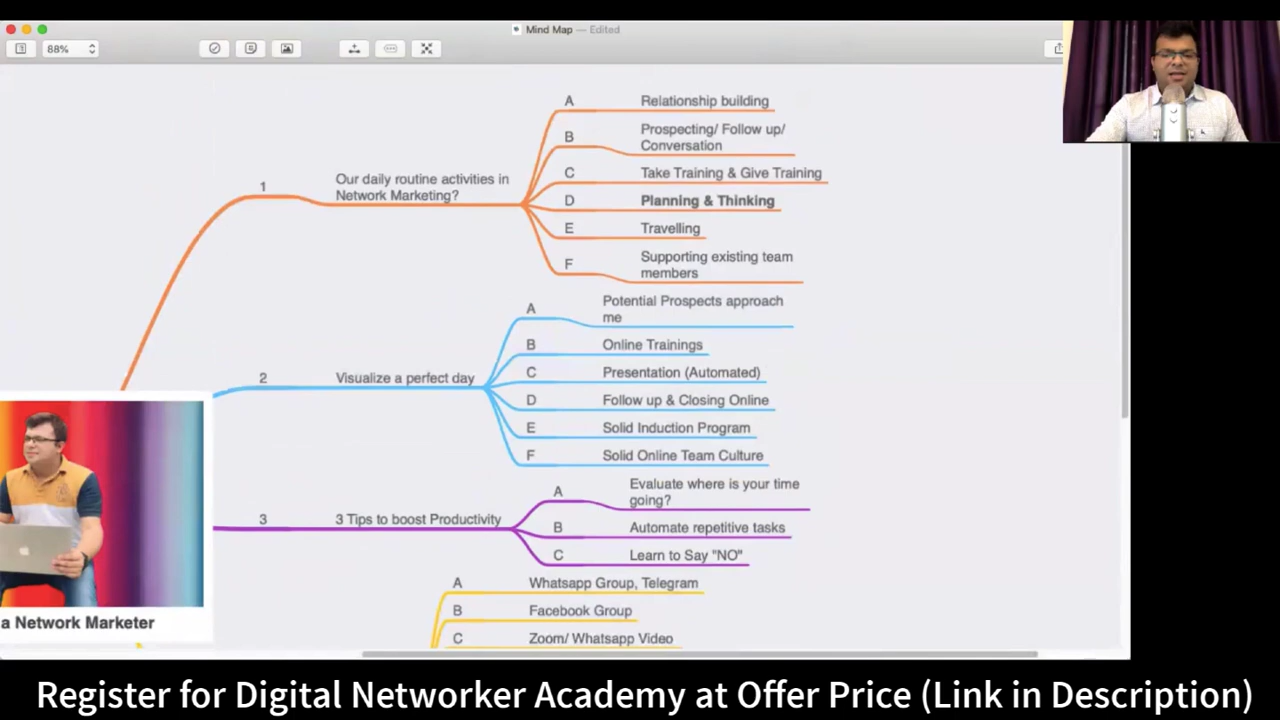 Mind Map — Edited
88%
1
Our daily routine activities in
Network Marketing?
A
Relationship building
B
Prospecting/ Follow up/
Conversation
C
Take Training & Give Training
D
Planning & Thinking
E
Travelling
F
Supporting existing team
members
2
Visualize a perfect day
A
Potential Prospects approach
me
B
Online Trainings
C
Presentation (Automated)
D
Follow up & Closing Online
E
Solid Induction Program
F
Solid Online Team Culture
3
3 Tips to boost Productivity
A
Evaluate where is your time
going?
B
Automate repetitive tasks
C
Learn to Say "NO"
A
Whatsapp Group, Telegram
B
Facebook Group
C
Zoom/ Whatsapp Video
a Network Marketer
Register for Digital Networker Academy at Offer Price (Link in Description)